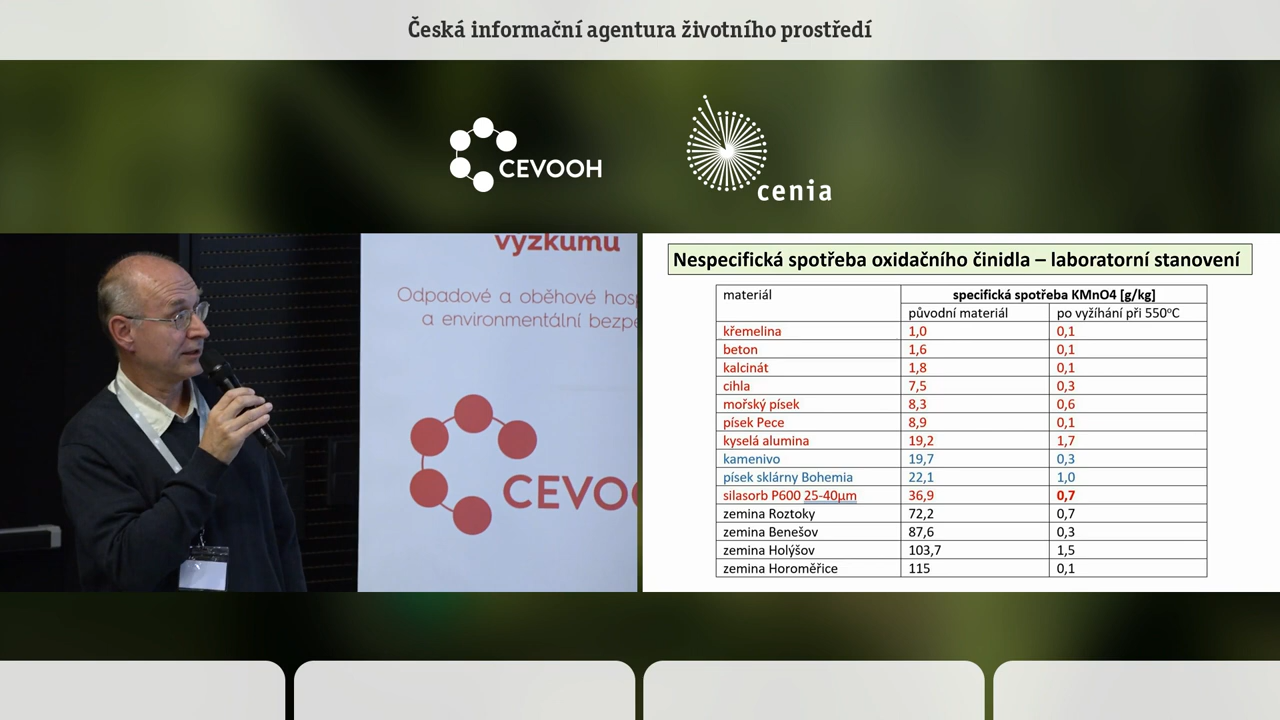 Česká informační agentura životního prostředí
CEVOOH
cenia
výzkumu
Odpadové a oběhové hos
a environmentální bezpe
CEVOO
Nespecifická spotřeba oxidačního činidla – laboratorní stanovení
materiál specifická spotřeba KMnO4 [g/kg]
původní materiál po vyžíhání při 550°C
křemelina 1,0 0,1
beton 1,6 0,1
kalcinát 1,8 0,1
cihla 7,5 0,3
mořský písek 8,3 0,6
písek Pece 8,9 0,1
kyselá alumina 19,2 1,7
kamenivo 19,7 0,3
písek sklárny Bohemia 22,1 1,0
silasorb P600 25-40µm 36,9 0,7
zemina Roztoky 72,2 0,7
zemina Benešov 87,6 0,3
zemina Holýšov 103,7 1,5
zemina Horoměřice 115 0,1